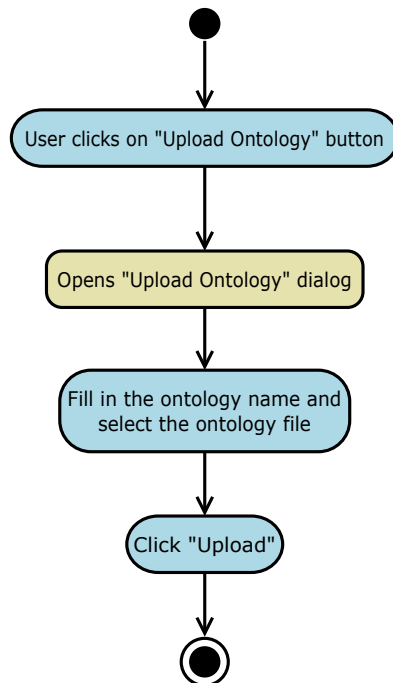 User clicks on "Upload Ontology" button
Opens "Upload Ontology" dialog
Fill in the ontology name and
select the ontology file
Click "Upload"